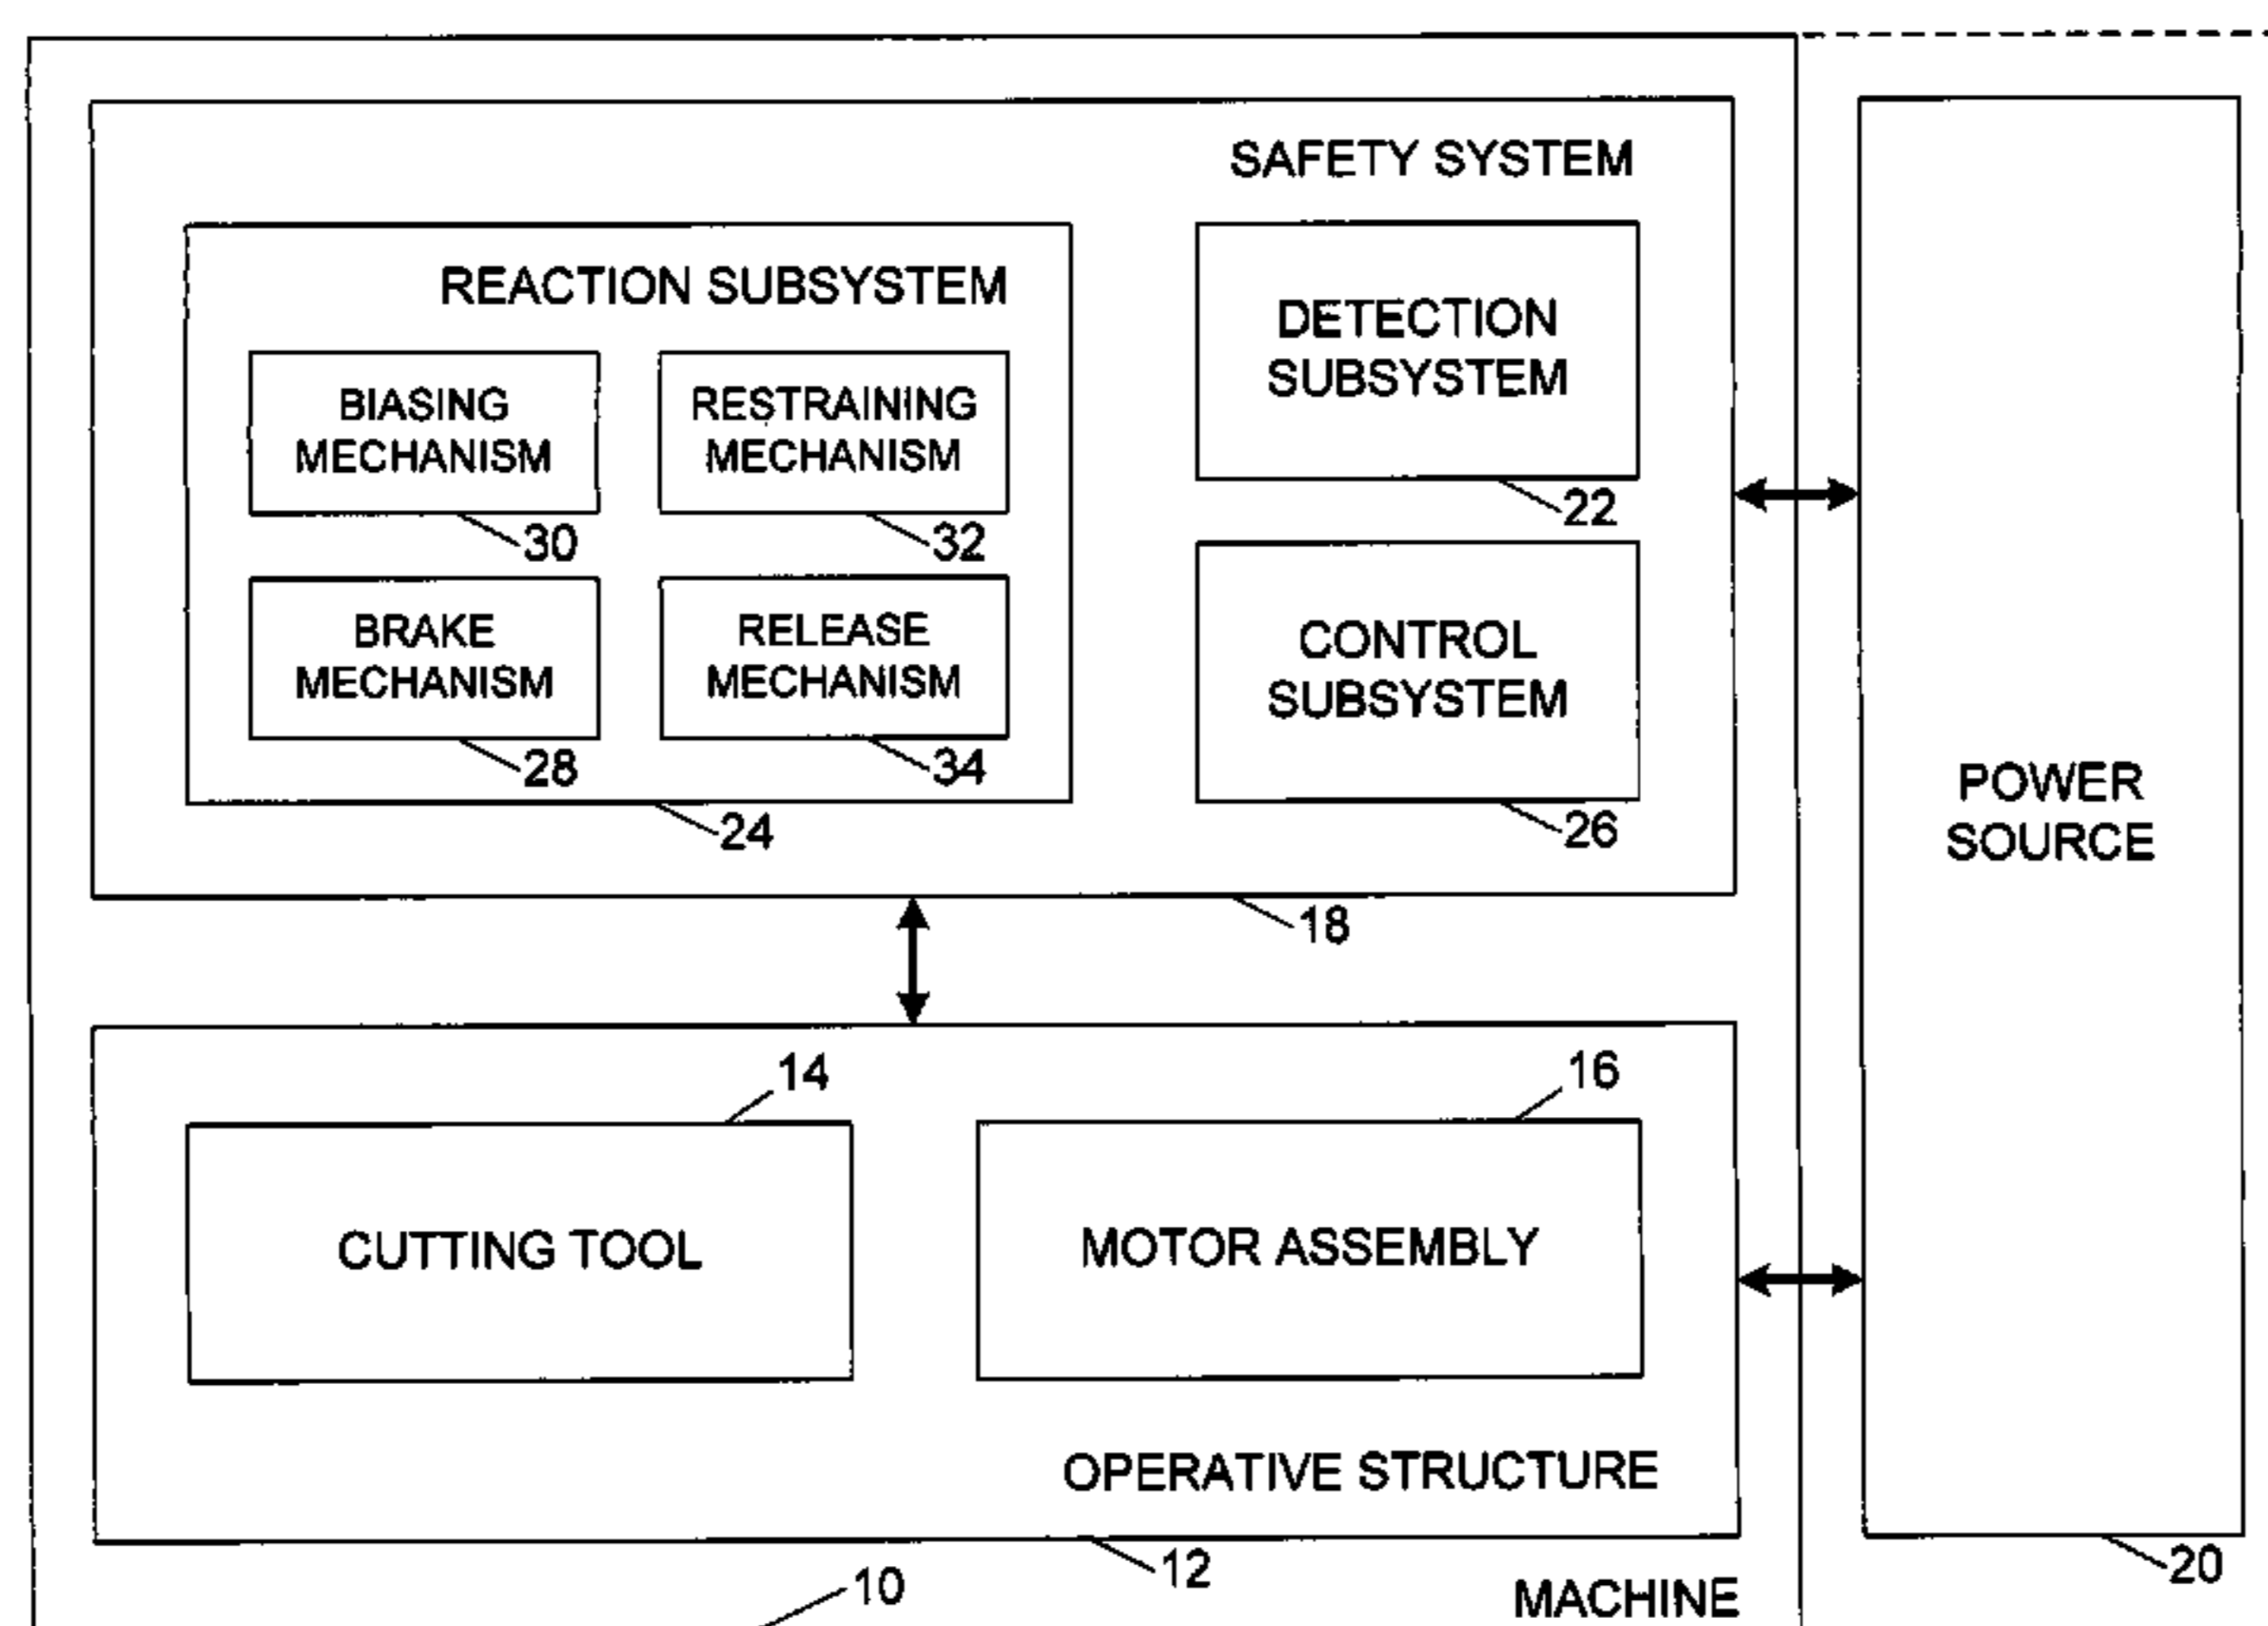 SAFETY SYSTEM
REACTION SUBSYSTEM
BIASING
MECHANISM
30
RESTRAINING
MECHANISM
32
BRAKE
MECHANISM
28
RELEASE
MECHANISM
34
24
DETECTION
SUBSYSTEM
22
CONTROL
SUBSYSTEM
26
18
POWER
SOURCE
20
14
CUTTING TOOL
16
MOTOR ASSEMBLY
OPERATIVE STRUCTURE
12
10
MACHINE